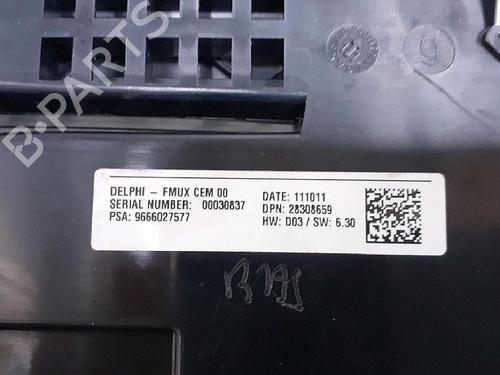 B-PARTS
DELPHI - FMUX CEM 00
SERIAL NUMBER: 00030837
PSA: 9666027577
DATE: 111011
DPN: 28308659
HW: D03 / SW: 6.30